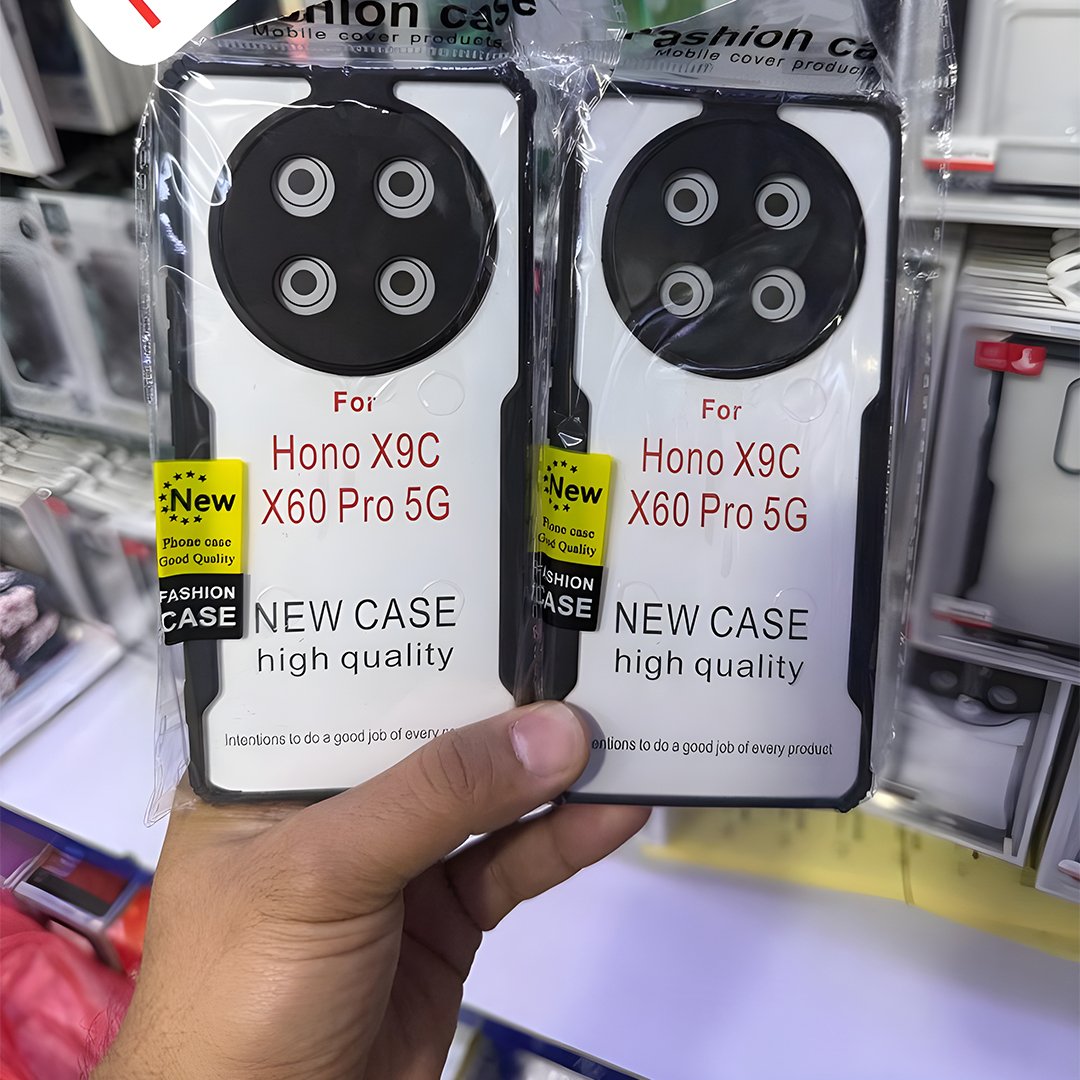 Fashion case
Mobile cover products
For
Hono X9C
X60 Pro 5G
New
Phone case
Good Quality
FASHION
CASE
NEW CASE
high quality
Intentions to do a good job of every
Fashion ca
Mobile cover product
For
Hono X9C
X60 Pro 5G
New
Phone case
Good Quality
FASHION
CASE
NEW CASE
high quality
entions to do a good job of every product